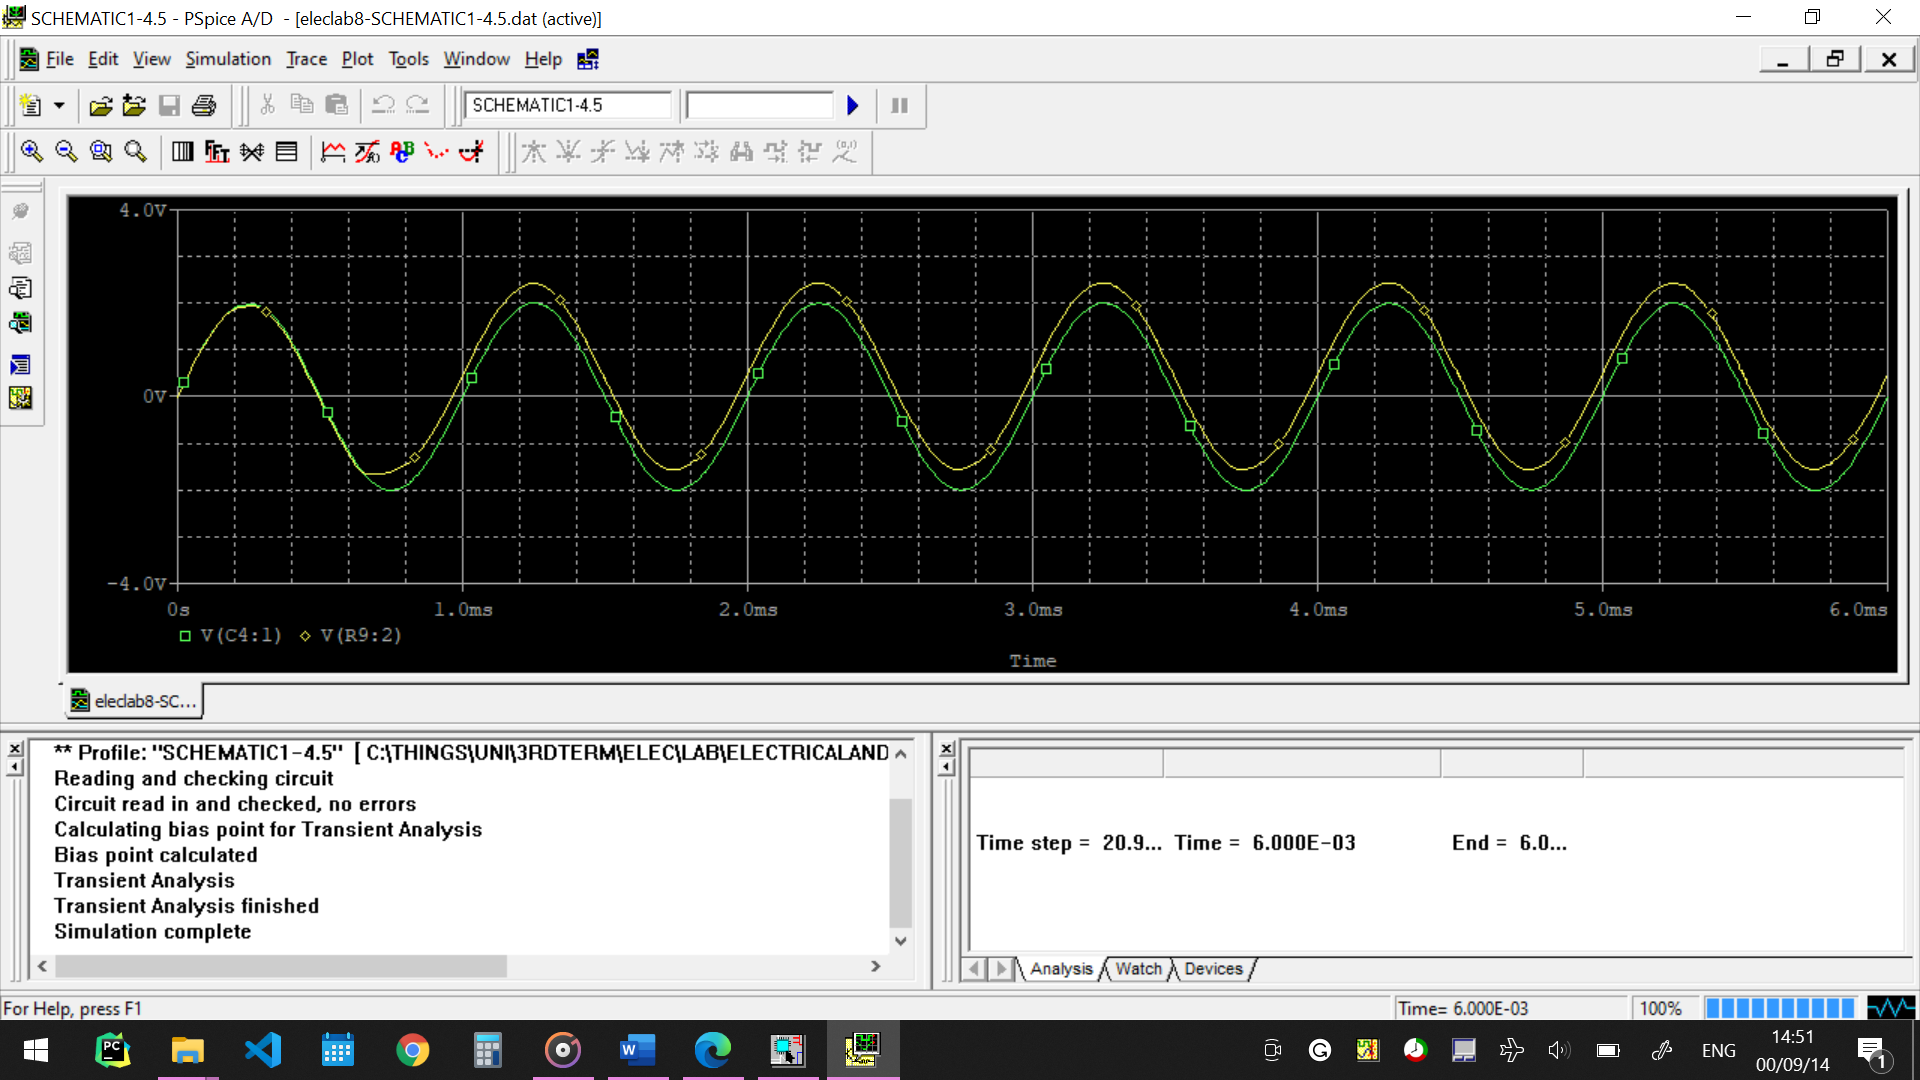 SCHEMATIC1-4.5 - PSpice A/D - [eleclab8-SCHEMATIC1-4.5.dat (active)]
File Edit View Simulation Trace Plot Tools Window Help
SCHEMATIC1-4.5
4.0V
0V
-4.0V
0s 1.0ms 2.0ms 3.0ms 4.0ms 5.0ms 6.0ms
V(C4:1) V(R9:2)
Time
eleclab8-SC...
** Profile: "SCHEMATIC1-4.5" [ C:\THINGS\UNI\3RDTERM\ELEC\LAB\ELECTRICALAND
Reading and checking circuit
Circuit read in and checked, no errors
Calculating bias point for Transient Analysis
Bias point calculated
Transient Analysis
Transient Analysis finished
Simulation complete
Time step = 20.9... Time = 6.000E-03 End = 6.0...
Analysis Watch Devices
For Help, press F1
Time= 6.000E-03 100%
ENG
14:51
00/09/14
1